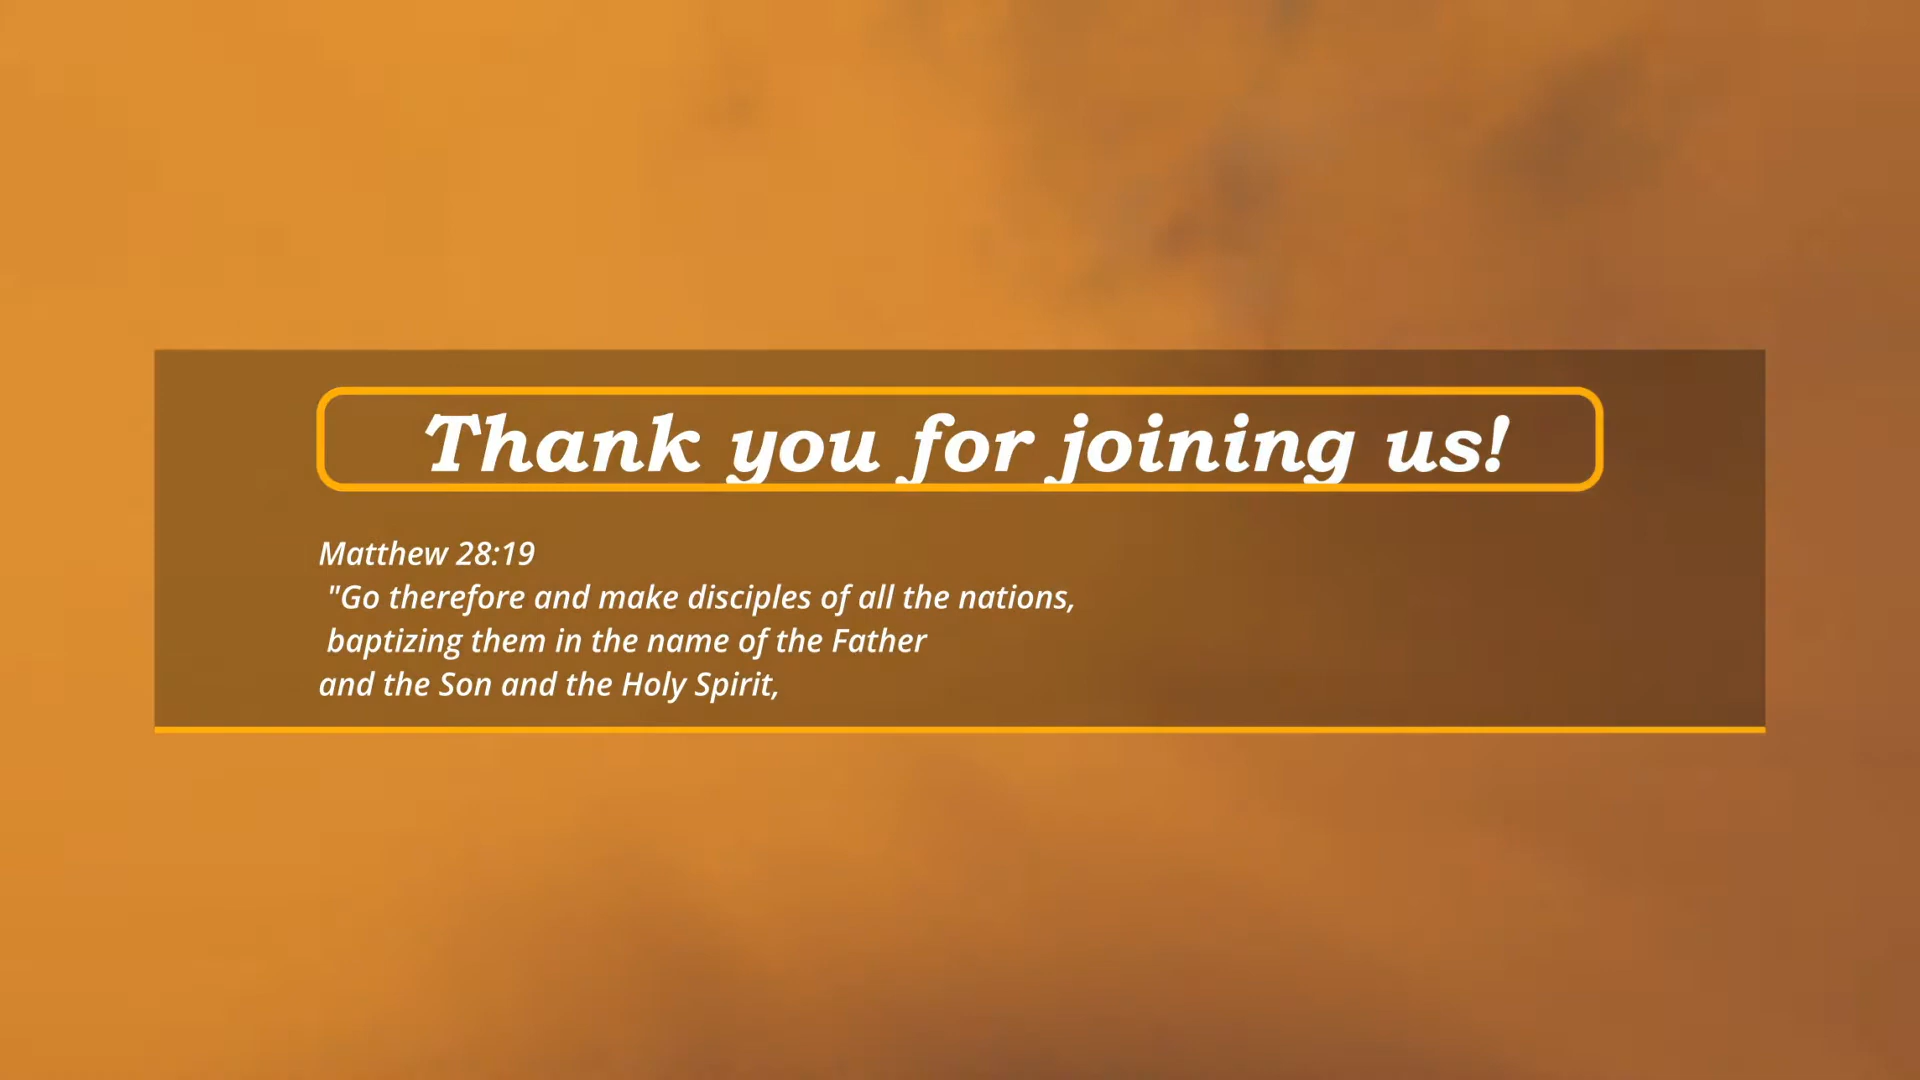 Thank you for joining us!
Matthew 28:19
"Go therefore and make disciples of all the nations,
baptizing them in the name of the Father
and the Son and the Holy Spirit,